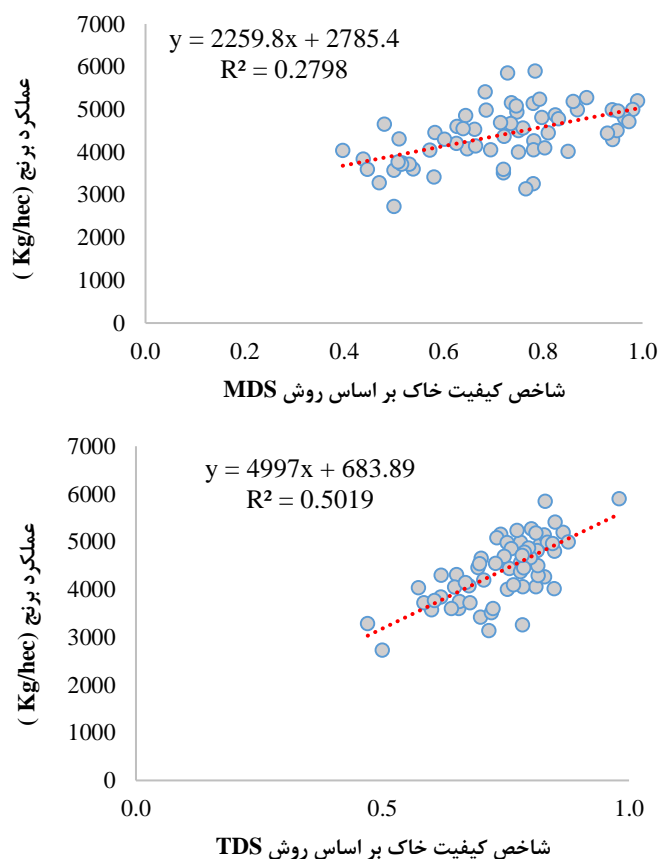 y = 2259.8x + 2785.4
R² = 0.2798
7000
6000
5000
4000
3000
2000
1000
0
عملکرد برنج (Kg/hec )
0.0 0.2 0.4 0.6 0.8 1.0
شاخص کیفیت خاک بر اساس روش MDS
y = 4997x + 683.89
R² = 0.5019
7000
6000
5000
4000
3000
2000
1000
0
عملکرد برنج (Kg/hec )
0.0 0.5 1.0
شاخص کیفیت خاک بر اساس روش TDS